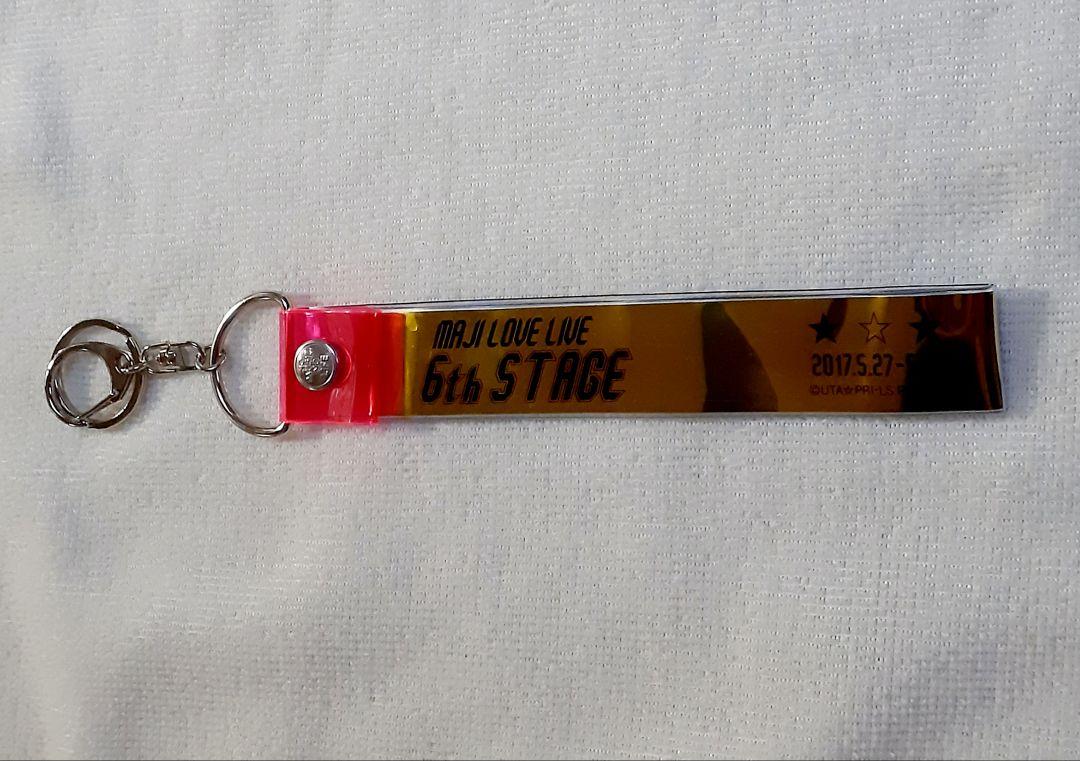 MAJI LOVE LIVE
6th STAGE
★☆★
2017.5.27-
©UTA☆PRI-LS